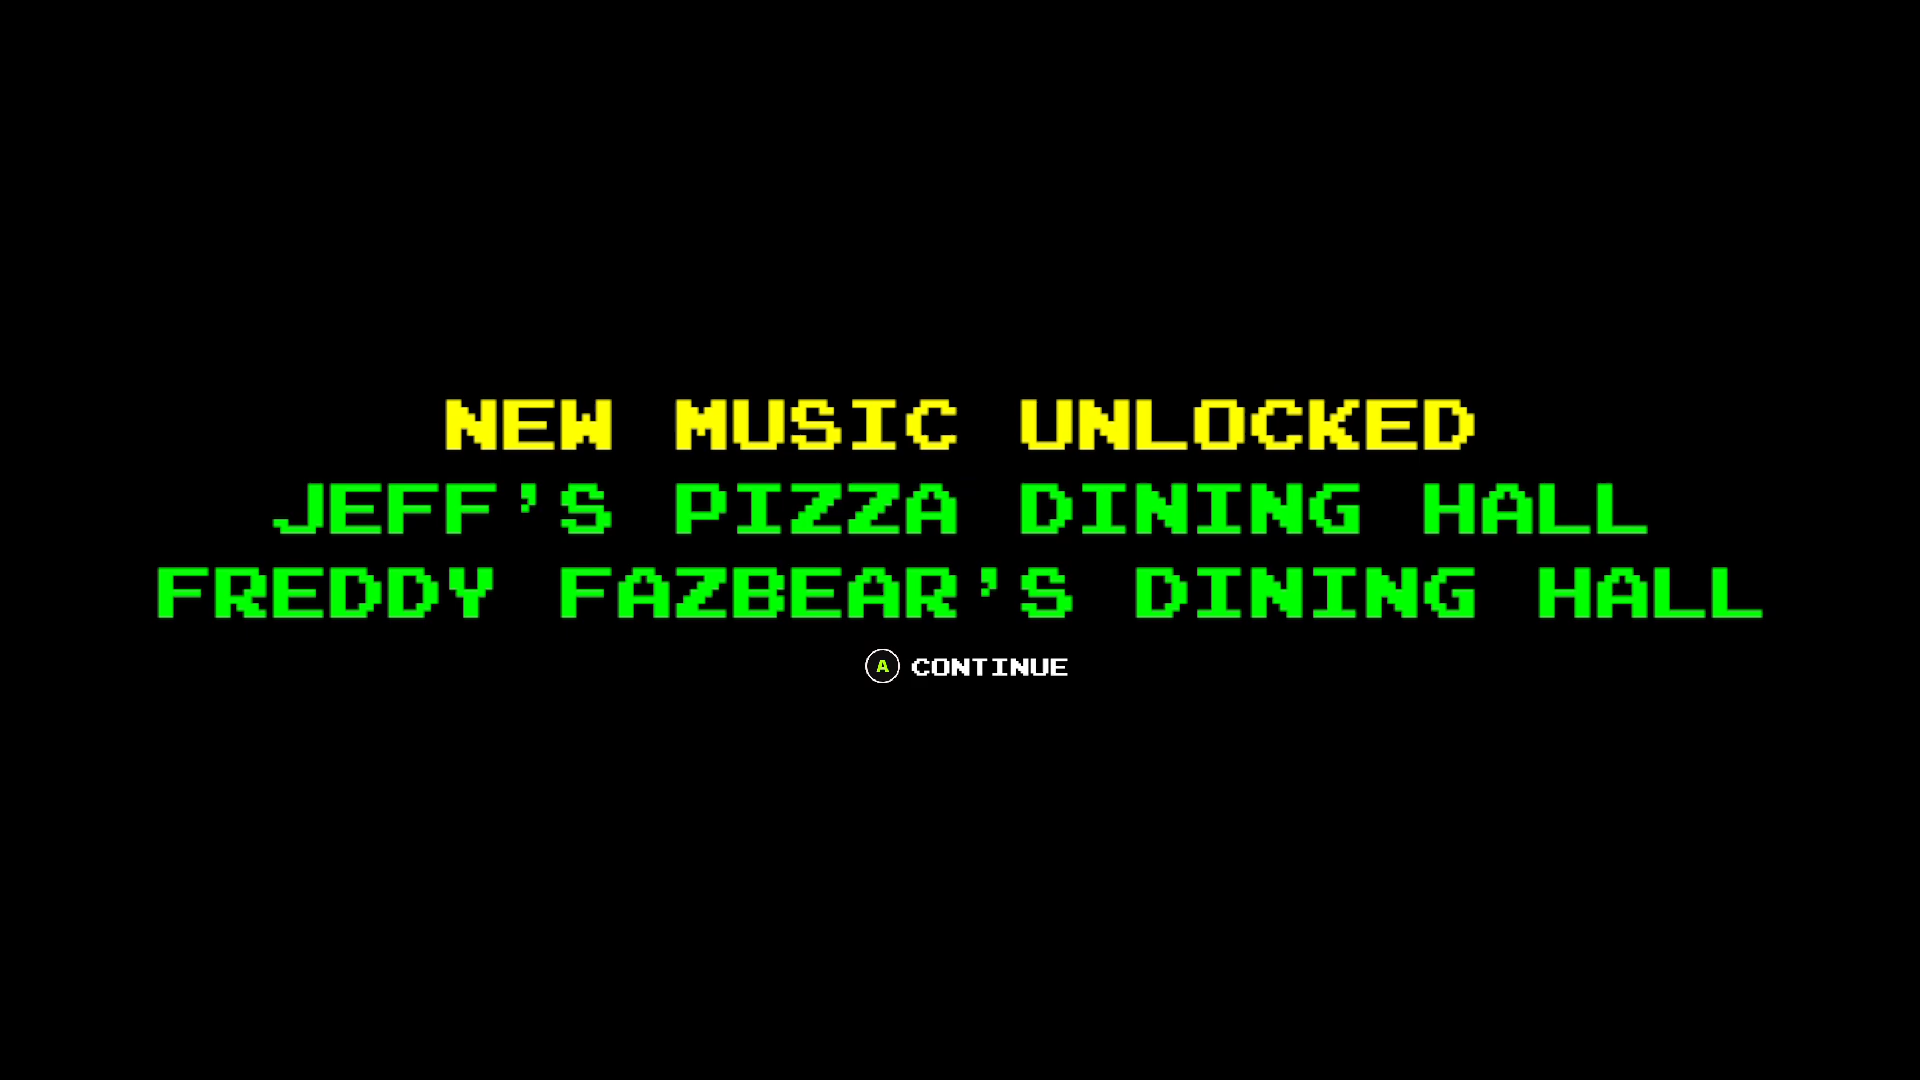 NEW MUSIC UNLOCKED
JEFF'S PIZZA DINING HALL
FREDDY FAZBEAR'S DINING HALL
A CONTINUE